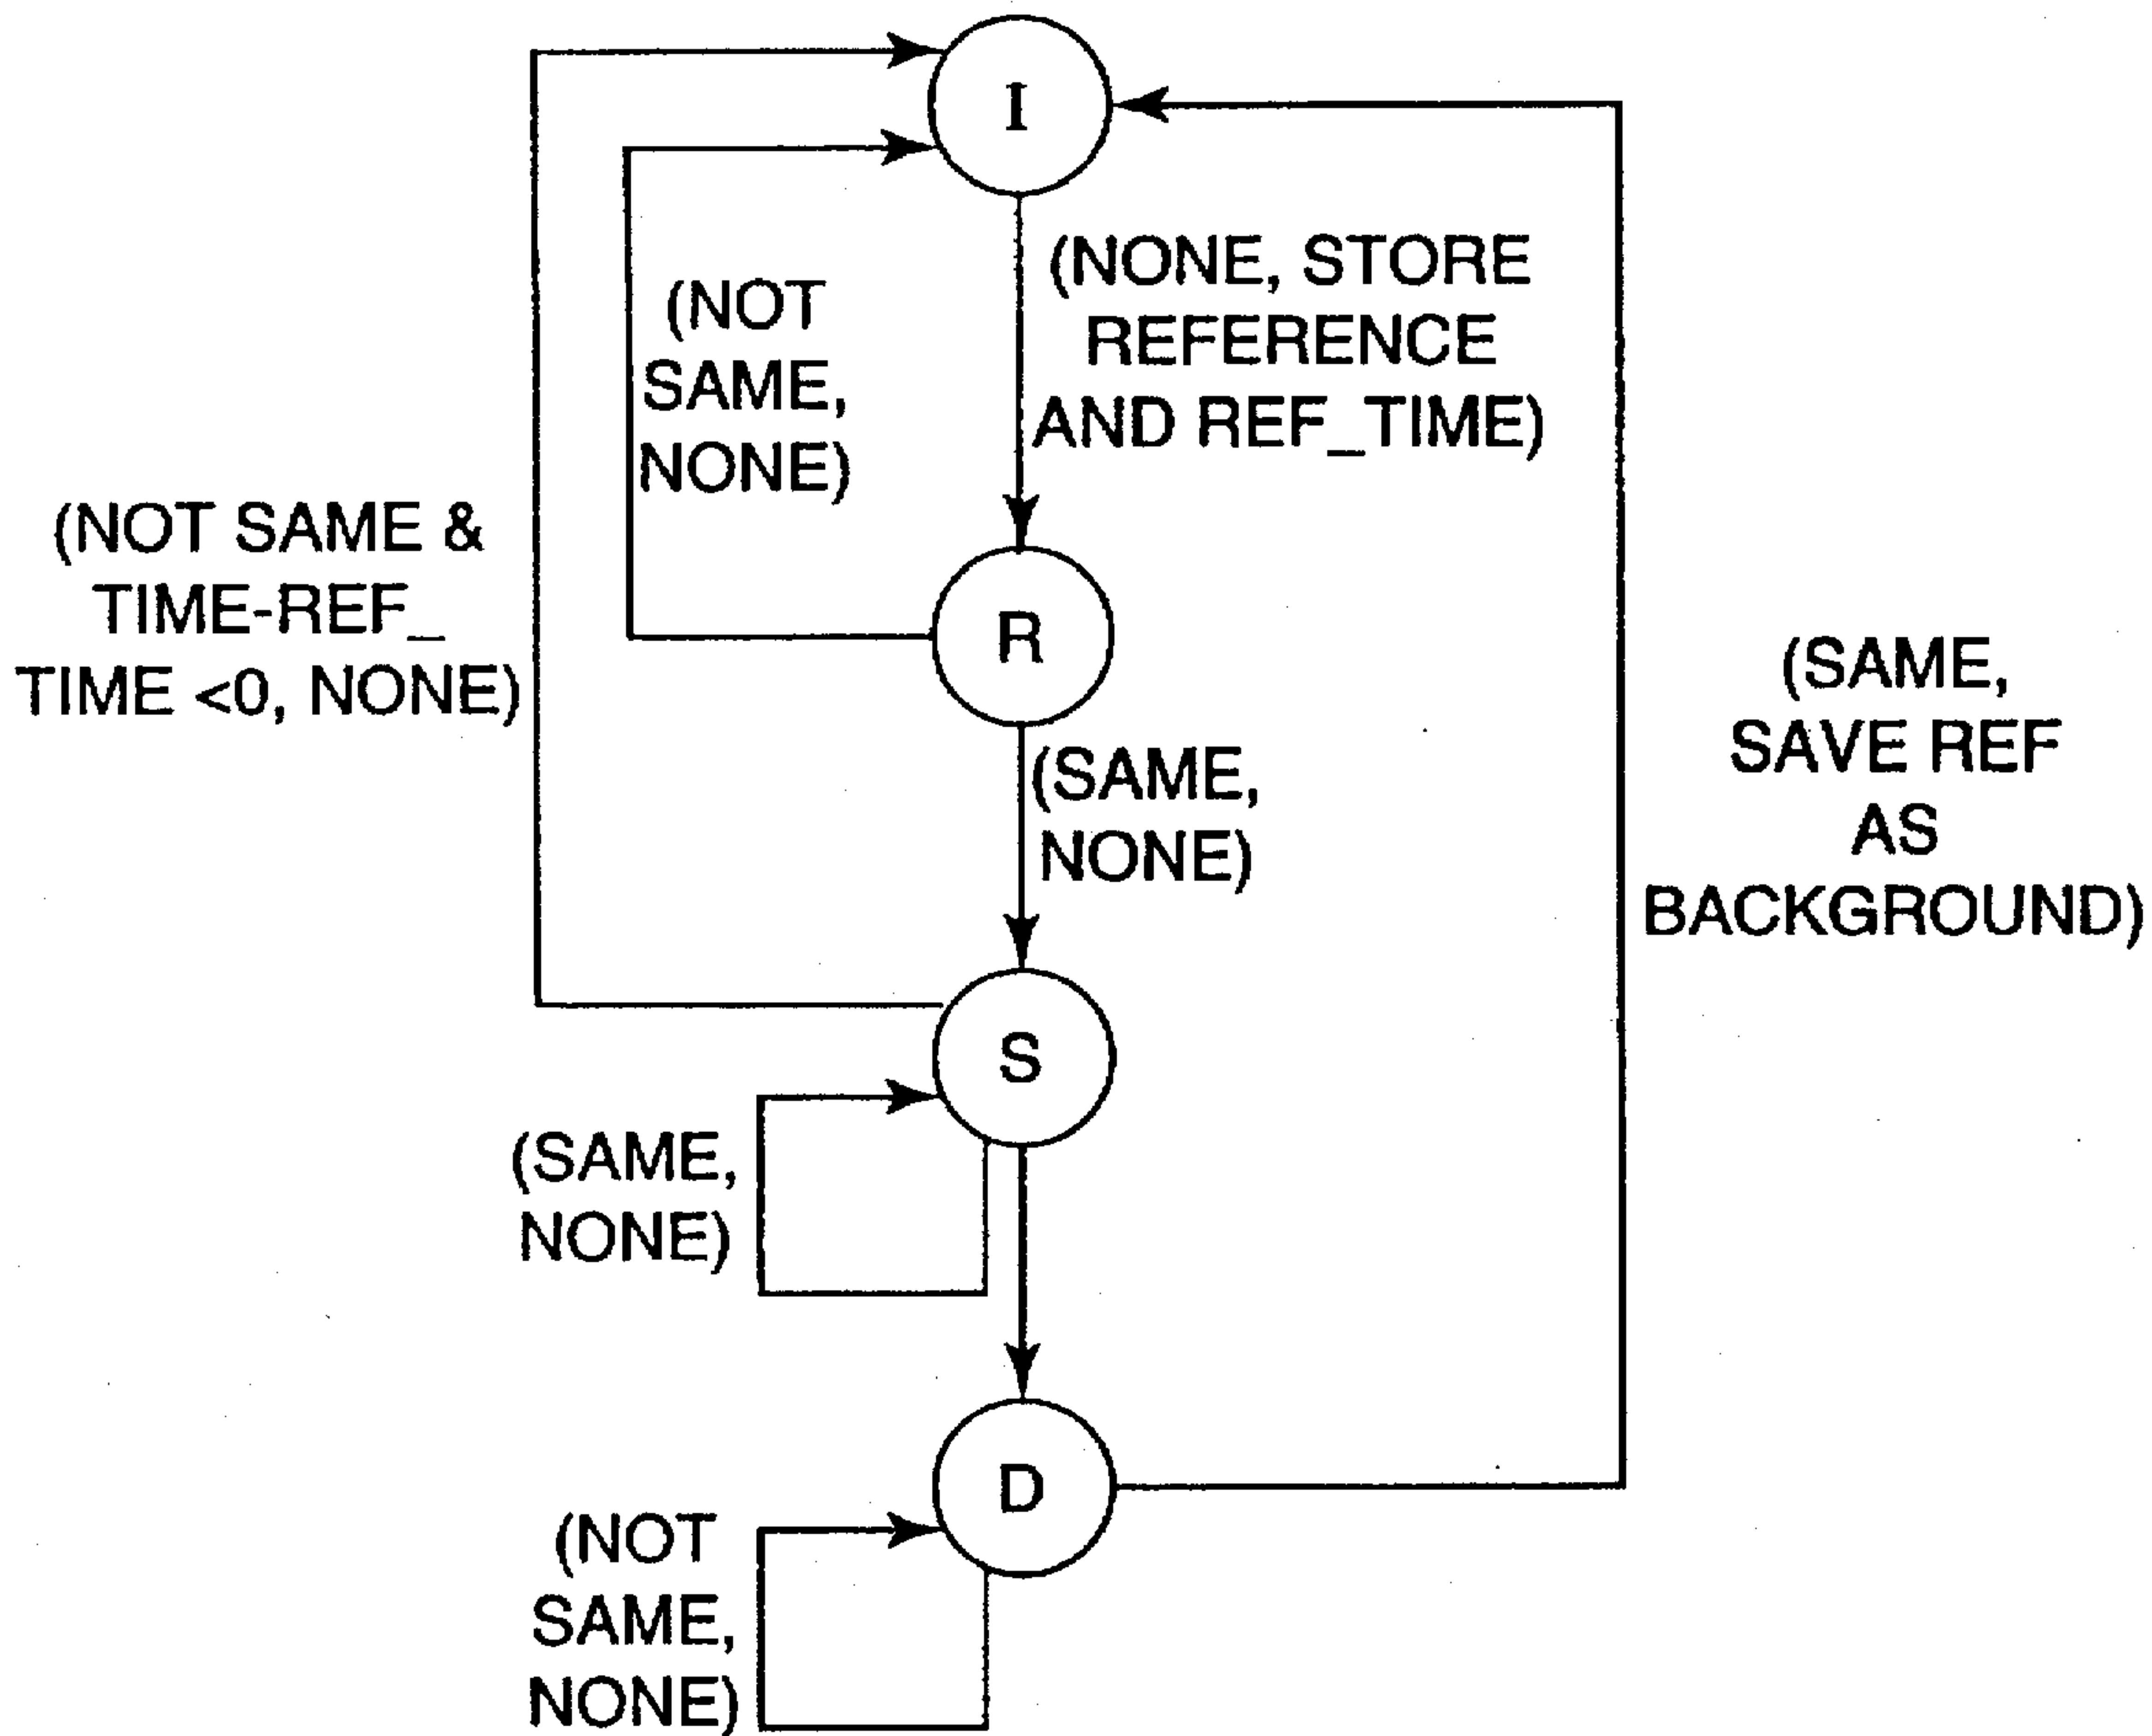 I
(NONE, STORE
REFERENCE
AND REF_TIME)
(NOT
SAME,
NONE)
(NOT SAME &
TIME-REF_
TIME <0, NONE)
R
(SAME,
SAVE REF
AS
BACKGROUND)
(SAME,
NONE)
S
(SAME,
NONE)
D
(NOT
SAME,
NONE)